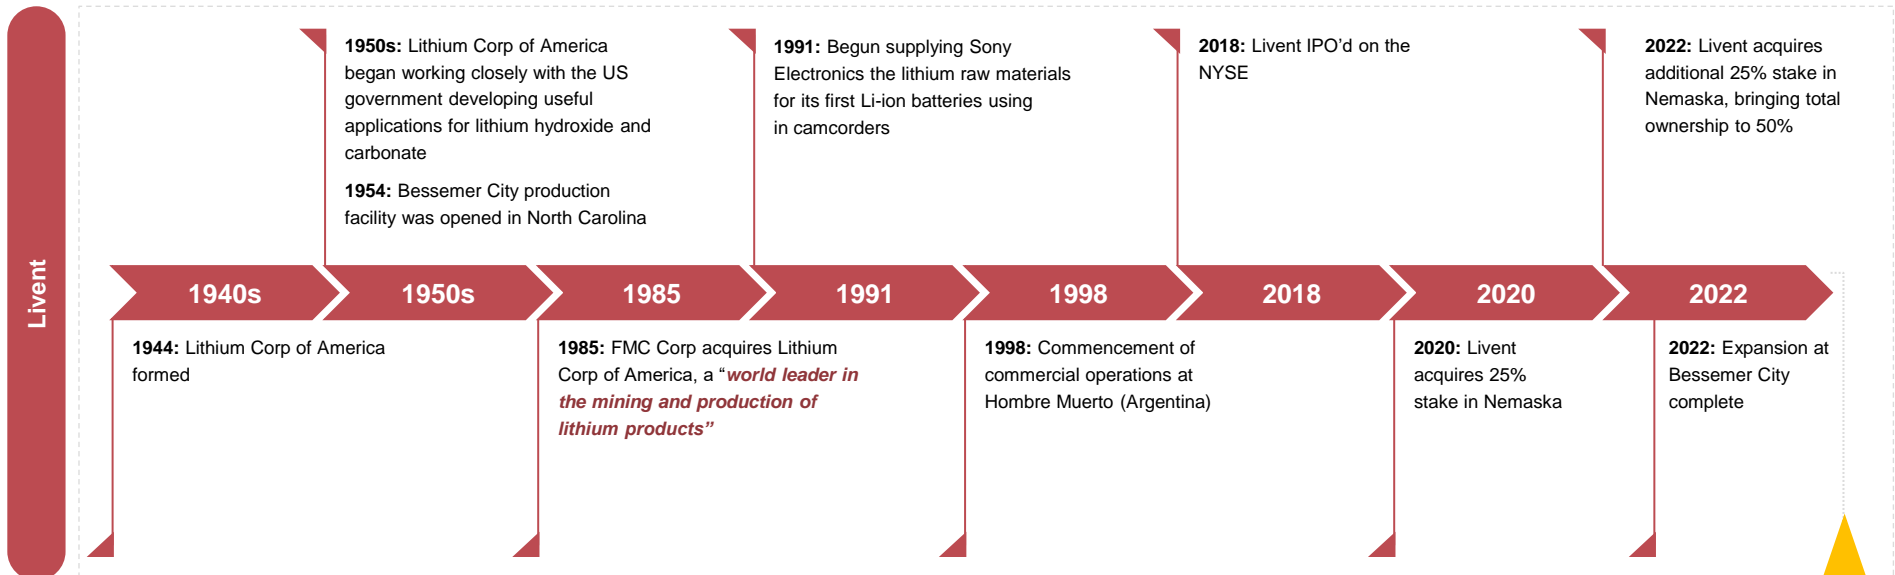 Livent
1950s: Lithium Corp of America
began working closely with the US
government developing useful
applications for lithium hydroxide and
carbonate
1954: Bessemer City production
facility was opened in North Carolina
1991: Begun supplying Sony
Electronics the lithium raw materials
for its first Li-ion batteries using
in camcorders
2018: Livent IPO’d on the
NYSE
2022: Livent acquires
additional 25% stake in
Nemaska, bringing total
ownership to 50%
1940s
1950s
1985
1991
1998
2018
2020
2022
1944: Lithium Corp of America
formed
1985: FMC Corp acquires Lithium
Corp of America, a “world leader in
the mining and production of
lithium products”
1998: Commencement of
commercial operations at
Hombre Muerto (Argentina)
2020: Livent
acquires 25%
stake in Nemaska
2022: Expansion at
Bessemer City
complete